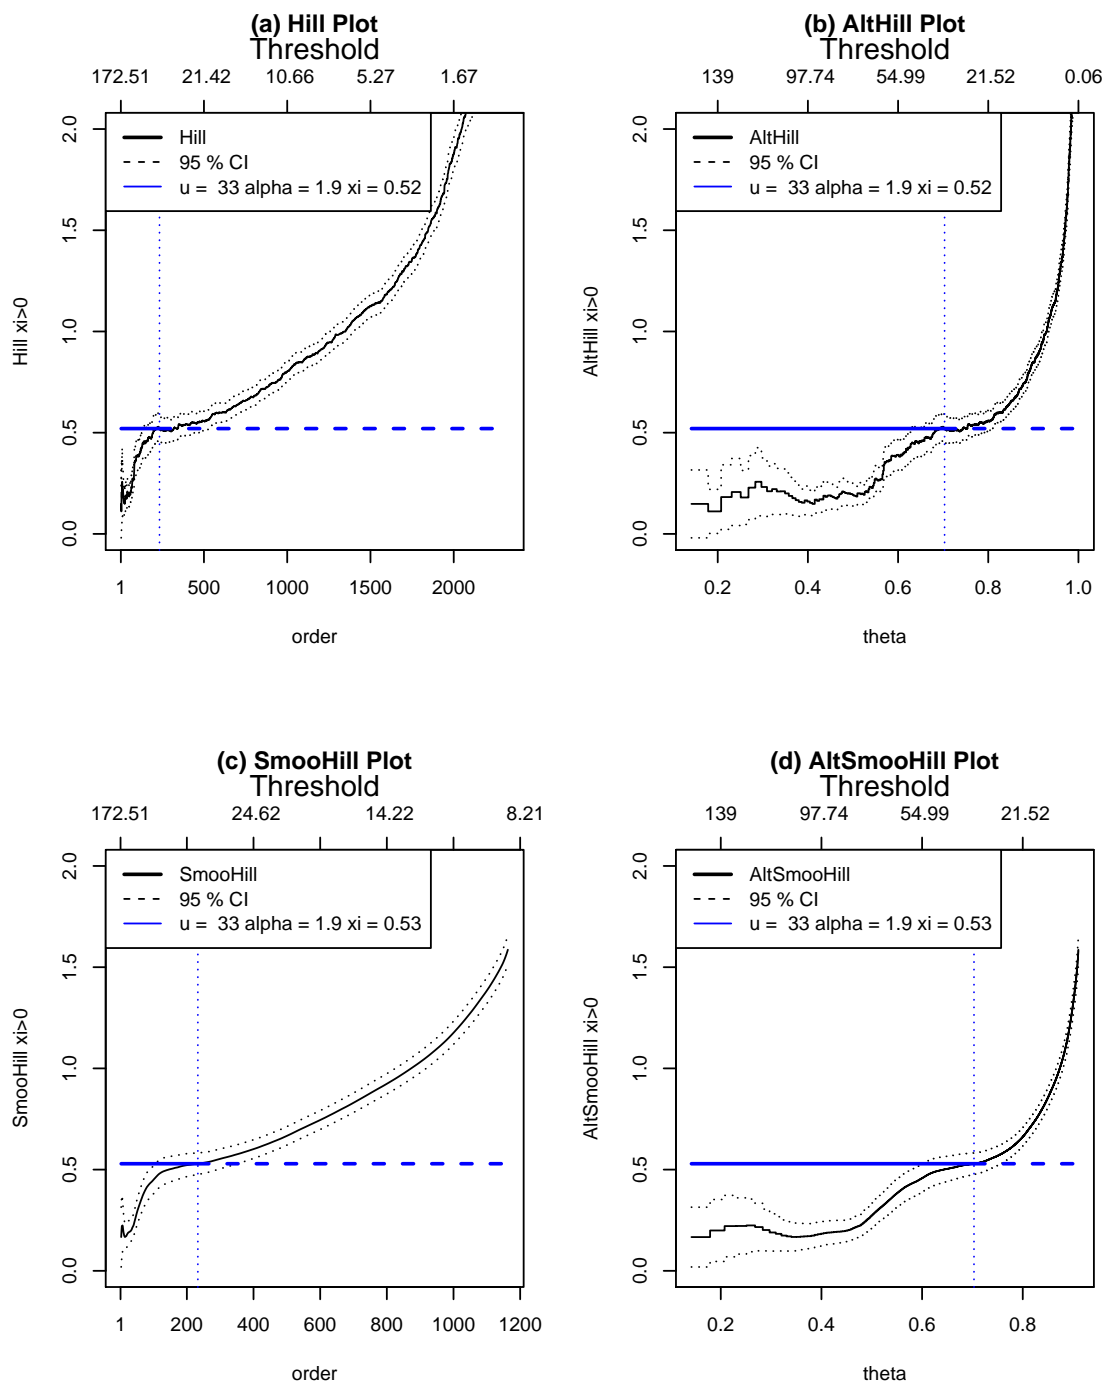 (a) Hill Plot
Threshold
172.51 21.42 10.66 5.27 1.67
Hill
95 % CI
u = 33 alpha = 1.9 xi = 0.52
2.0
1.5
1.0
0.5
0.0
Hill xi>0
1 500 1000 1500 2000
order
(b) AltHill Plot
Threshold
139 97.74 54.99 21.52 0.06
AltHill
95 % CI
u = 33 alpha = 1.9 xi = 0.52
2.0
1.5
1.0
0.5
0.0
AltHill xi>0
0.2 0.4 0.6 0.8 1.0
theta
(c) SmooHill Plot
Threshold
172.51 24.62 14.22 8.21
SmooHill
95 % CI
u = 33 alpha = 1.9 xi = 0.53
2.0
1.5
1.0
0.5
0.0
SmooHill xi>0
1 200 400 600 800 1000 1200
order
(d) AltSmooHill Plot
Threshold
139 97.74 54.99 21.52
AltSmooHill
95 % CI
u = 33 alpha = 1.9 xi = 0.53
2.0
1.5
1.0
0.5
0.0
AltSmooHill xi>0
0.2 0.4 0.6 0.8
theta